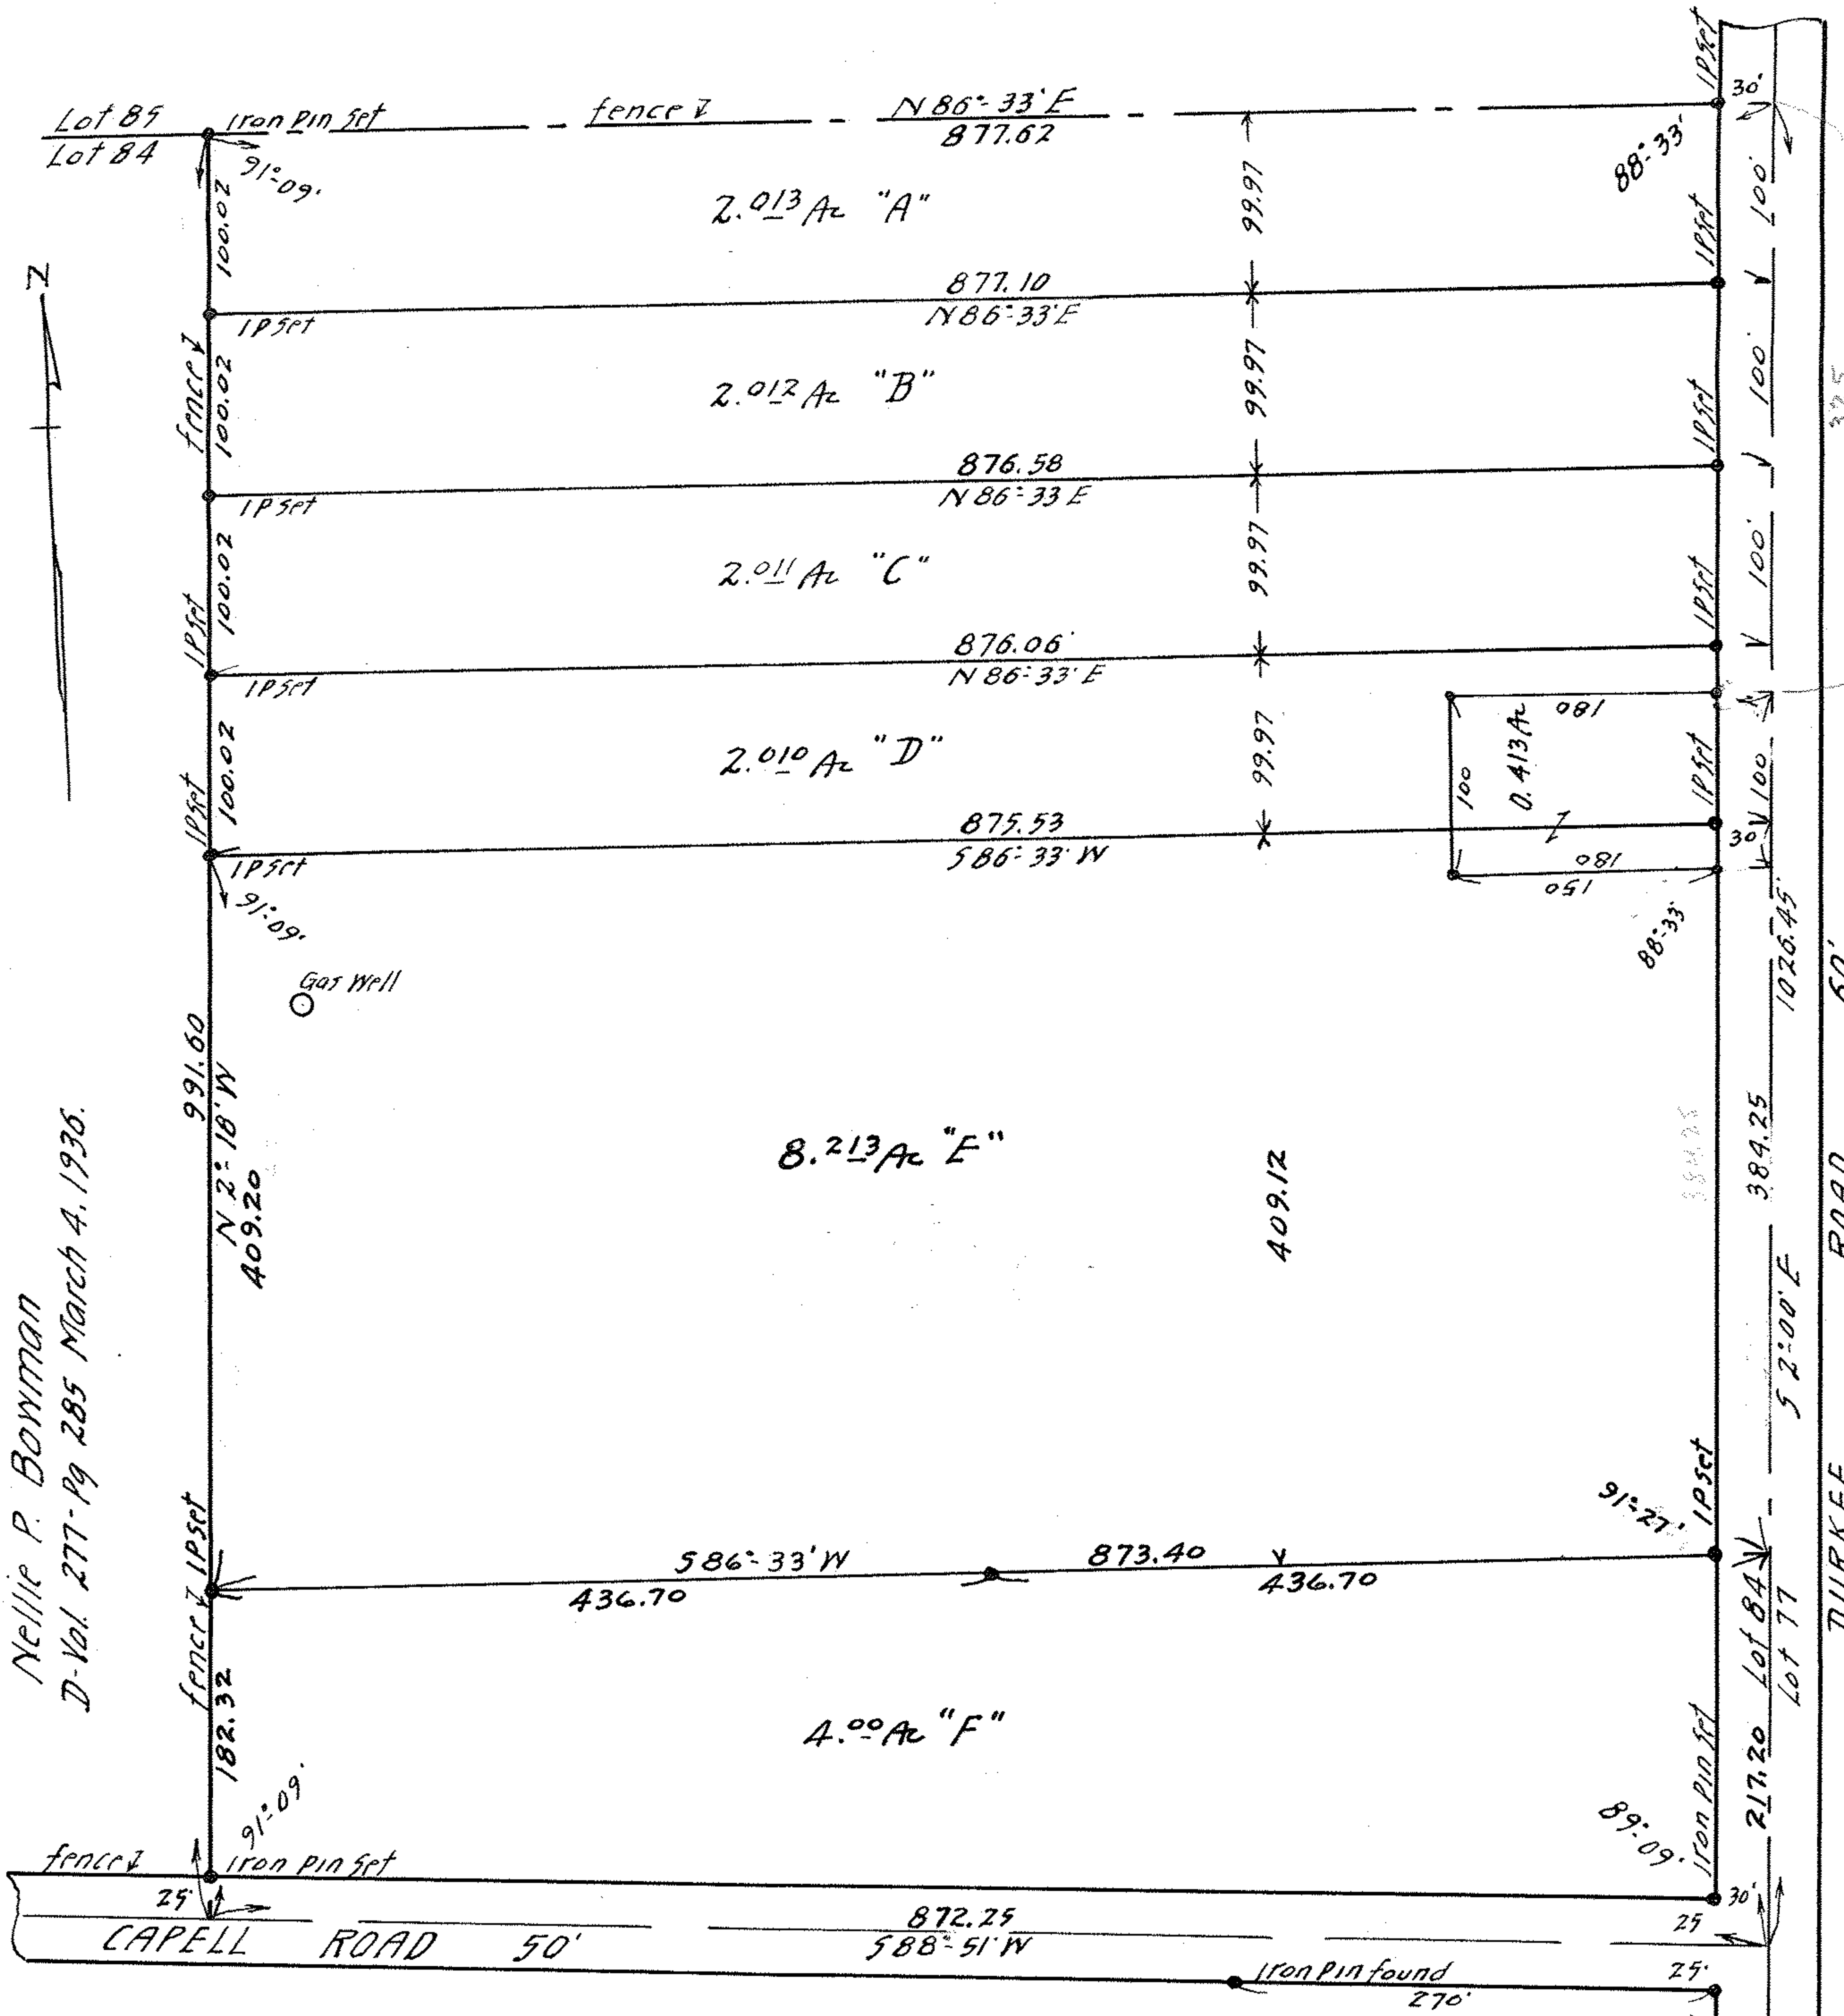 IP Set
30'
N 86°-33' E
fence
Lot 85
Iron Pin Set
877.62
Lot 84
91°-09'
88°-33'
100.02
2.013 Ac "A"
99.97
IP Set
100'
N
877.10
IP Set
N 86°-33' E
fence
100.02
2.012 Ac "B"
99.97
IP Set
100'
876.58
IP Set
N 86°-33 E
100.02
2.011 Ac "C"
99.97
IP Set
100'
IP Set
876.06'
IP Set
N 86°-33' E
180
100.02
2.010 Ac "D"
99.97
100
0.413 Ac
IP Set
100
IP Set
875.53
30'
IP Set
S 86°-33' W
180
150
91°-09'
88°-33'
Gas Well
1026.45'
60'
991.60
N 2°-18' W
409.20
8.213 Ac "E"
409.12
384.25
384.25
ROAD
S 2°-00' E
Nellie P. Bowman
D-Vol. 277-Pg 285 March 4, 1936.
IP Set
91°-27'
IP Set
DURKEE
S 86°-33' W
873.40
436.70
436.70
fence
182.32
4.00 Ac "F"
Lot 84
Lot 77
217.20
91°-09'
89°-09'
Iron Pin Set
fence
Iron Pin Set
25'
30'
872.25
25
CAPELL ROAD 50'
S 88°-51' W
Iron Pin found
25'
270'